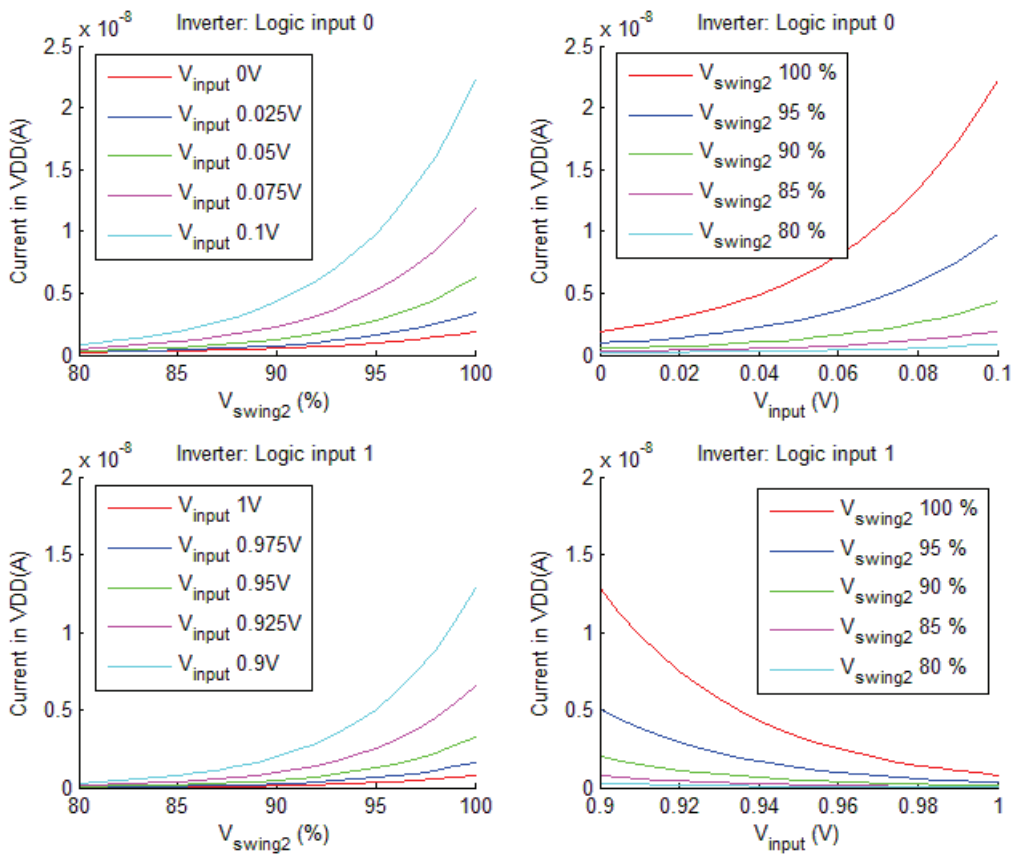 x 10^-8
Inverter: Logic input 0
2.5
2
1.5
1
0.5
0
Current in VDD(A)
V_input 0V
V_input 0.025V
V_input 0.05V
V_input 0.075V
V_input 0.1V
80 85 90 95 100
V_swing2 (%)
x 10^-8
Inverter: Logic input 0
2.5
2
1.5
1
0.5
0
Current in VDD(A)
V_swing2 100 %
V_swing2 95 %
V_swing2 90 %
V_swing2 85 %
V_swing2 80 %
0 0.02 0.04 0.06 0.08 0.1
V_input (V)
x 10^-8
Inverter: Logic input 1
2
1.5
1
0.5
0
Current in VDD(A)
V_input 1V
V_input 0.975V
V_input 0.95V
V_input 0.925V
V_input 0.9V
80 85 90 95 100
V_swing2 (%)
x 10^-8
Inverter: Logic input 1
2
1.5
1
0.5
0
Current in VDD(A)
V_swing2 100 %
V_swing2 95 %
V_swing2 90 %
V_swing2 85 %
V_swing2 80 %
0.9 0.92 0.94 0.96 0.98 1
V_input (V)